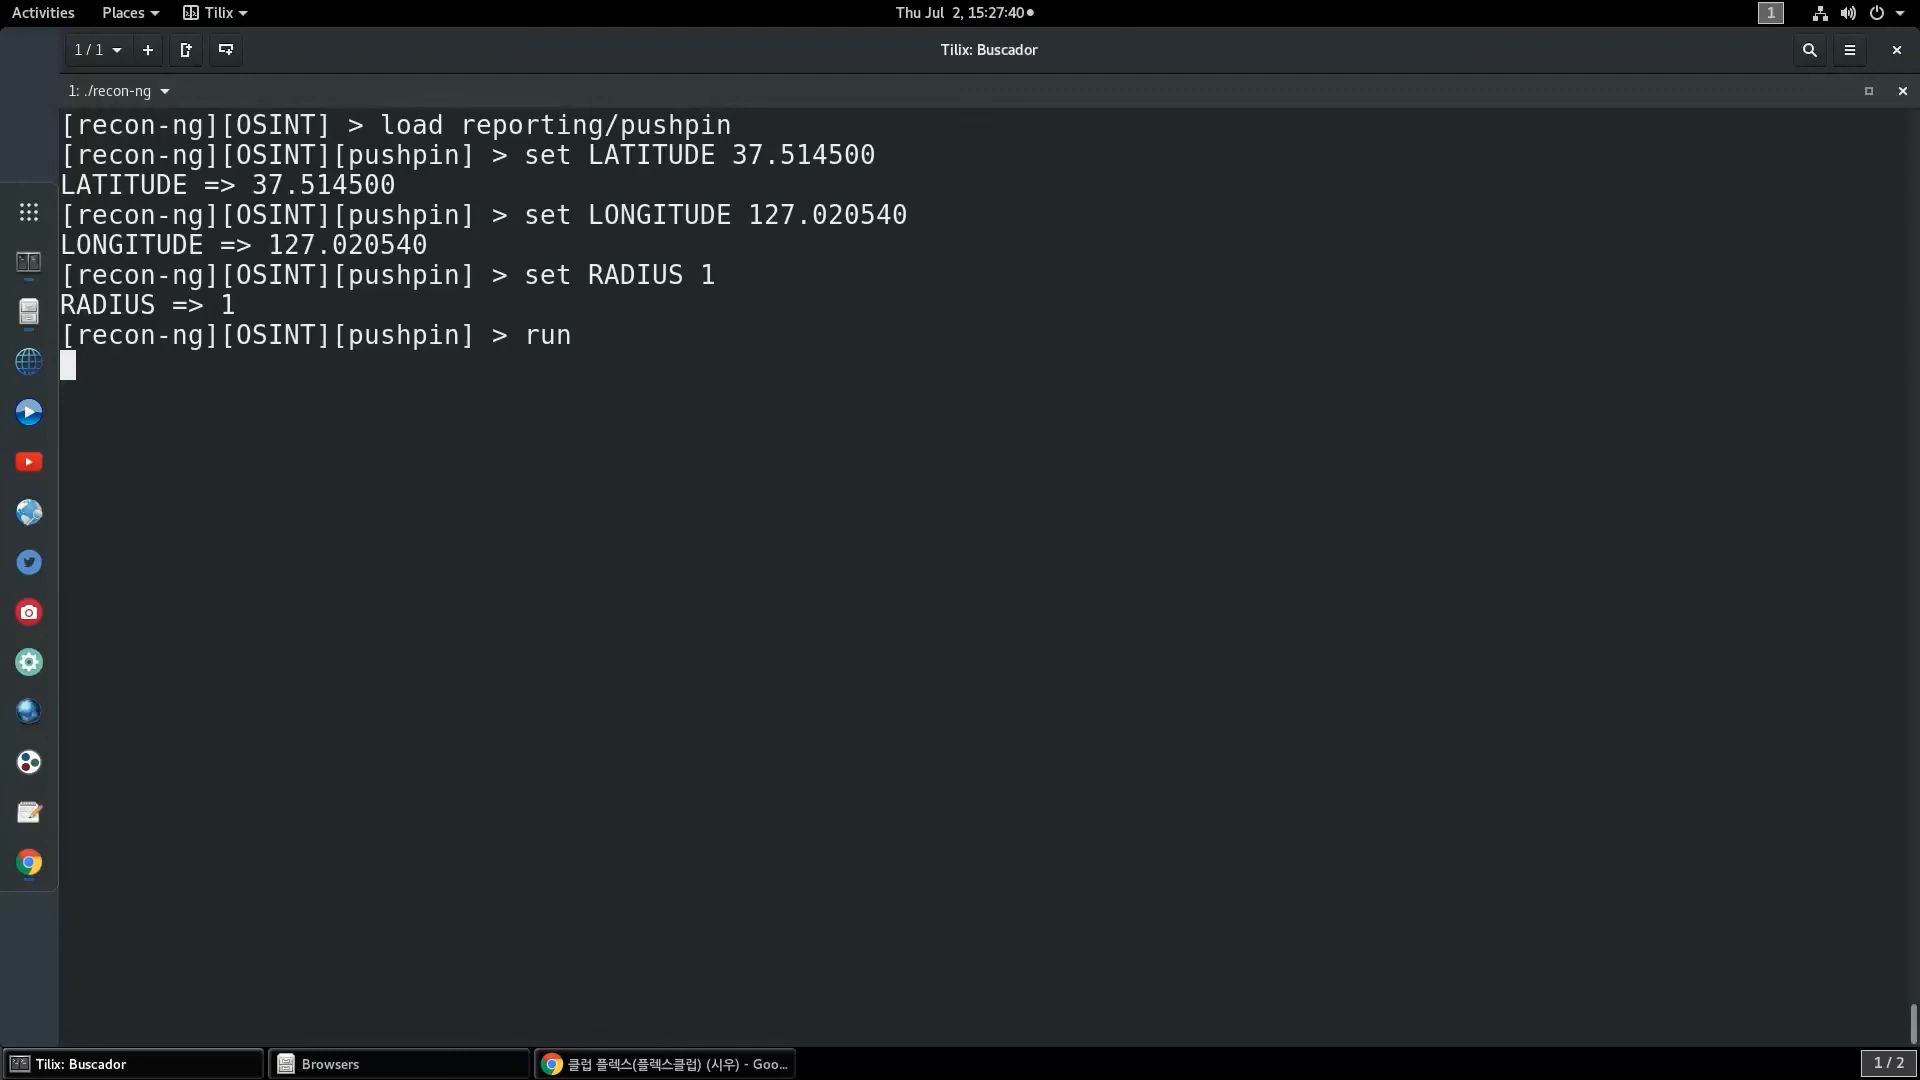 Activities Places Tilix Thu Jul 2, 15:27:40 1
1 / 1 Tilix: Buscador
1: ./recon-ng
[recon-ng][OSINT] > load reporting/pushpin
[recon-ng][OSINT][pushpin] > set LATITUDE 37.514500
LATITUDE => 37.514500
[recon-ng][OSINT][pushpin] > set LONGITUDE 127.020540
LONGITUDE => 127.020540
[recon-ng][OSINT][pushpin] > set RADIUS 1
RADIUS => 1
[recon-ng][OSINT][pushpin] > run
Tilix: Buscador Browsers 클럽 플렉스(플렉스클럽) (시우) - Goo... 1 / 2